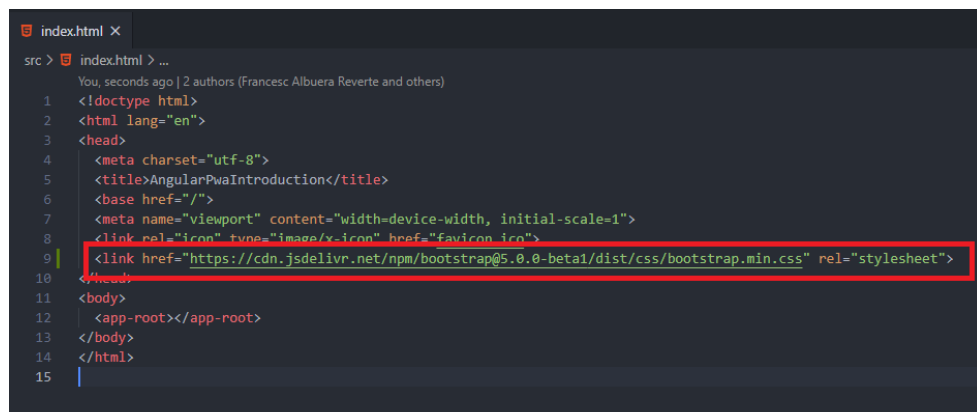 index.html ×
src > index.html > ...
You, seconds ago | 2 authors (Francesc Albuera Reverte and others)
1 <!doctype html>
2 <html lang="en">
3 <head>
4 <meta charset="utf-8">
5 <title>AngularPwaIntroduction</title>
6 <base href="/">
7 <meta name="viewport" content="width=device-width, initial-scale=1">
8 <link rel="icon" type="image/x-icon" href="favicon.ico">
9 <link href="https://cdn.jsdelivr.net/npm/bootstrap@5.0.0-beta1/dist/css/bootstrap.min.css" rel="stylesheet">
10 </head>
11 <body>
12 <app-root></app-root>
13 </body>
14 </html>
15